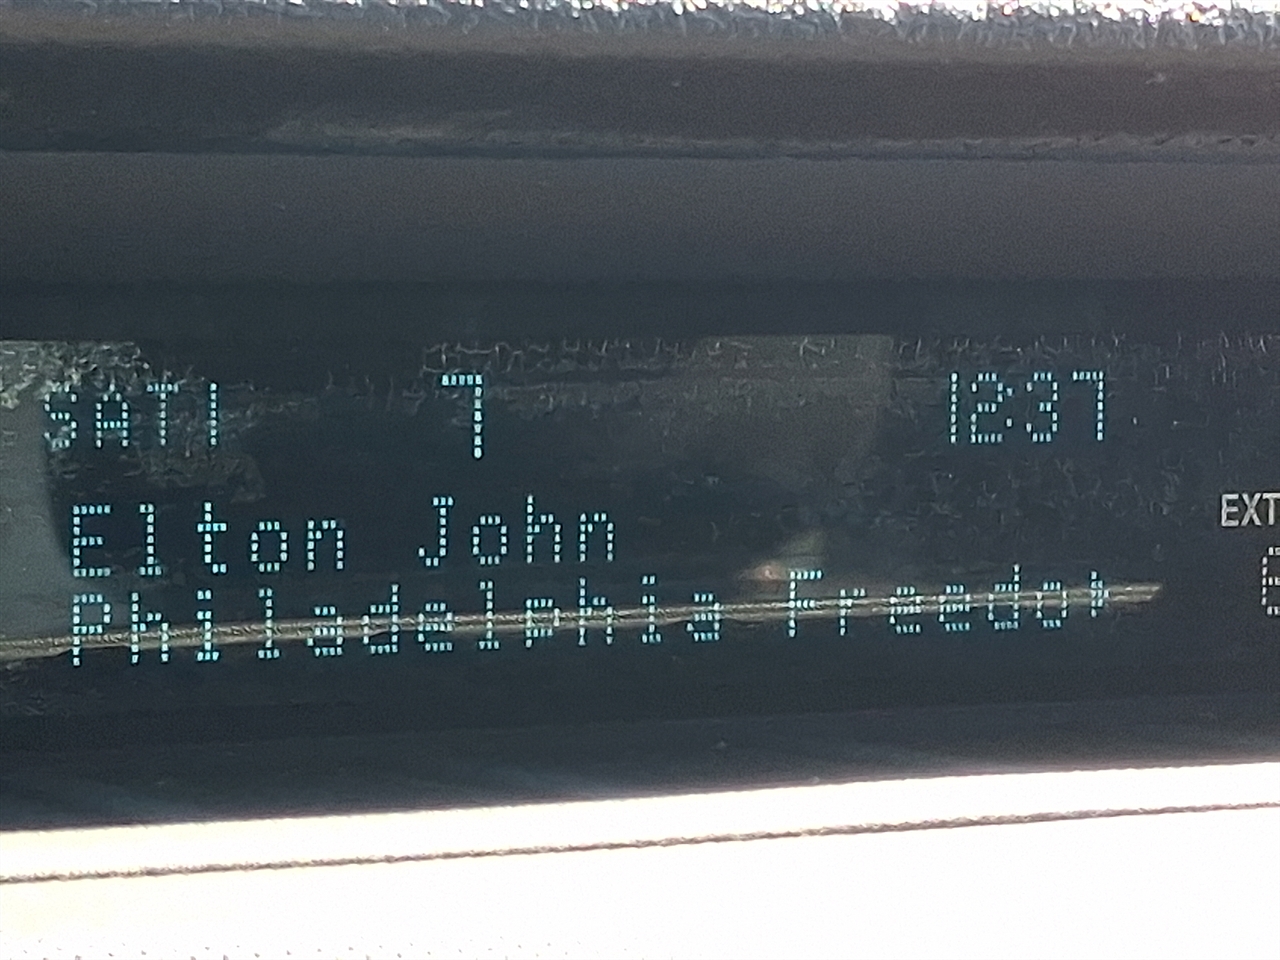 SAT1 7 1237
EXT
Elton John
Philadelphia Freedo